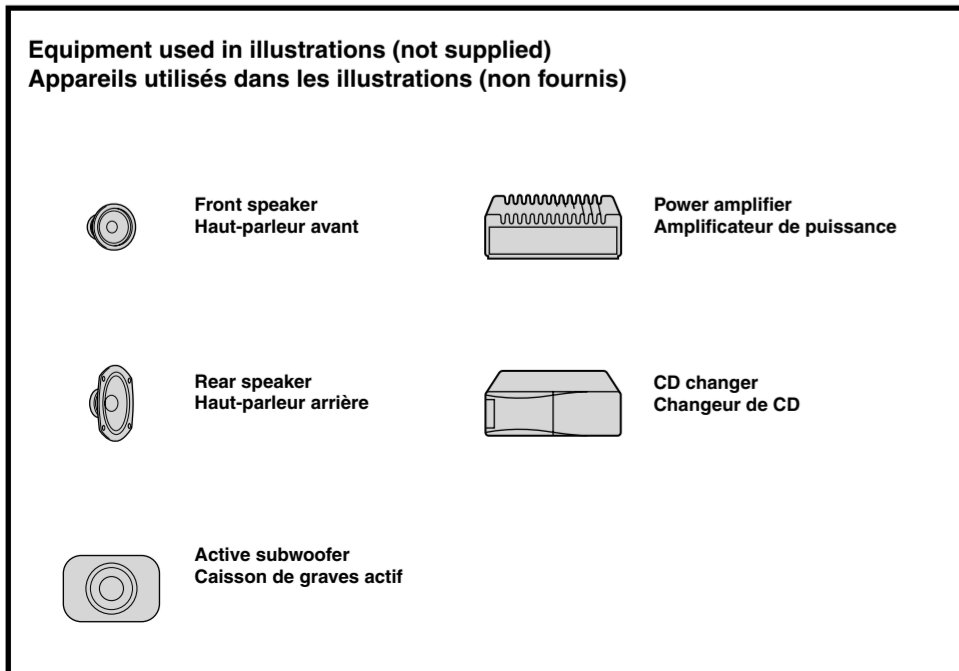 Equipment used in illustrations (not supplied)
Appareils utilisés dans les illustrations (non fournis)
Front speaker
Haut-parleur avant
Power amplifier
Amplificateur de puissance
Rear speaker
Haut-parleur arrière
CD changer
Changeur de CD
Active subwoofer
Caisson de graves actif